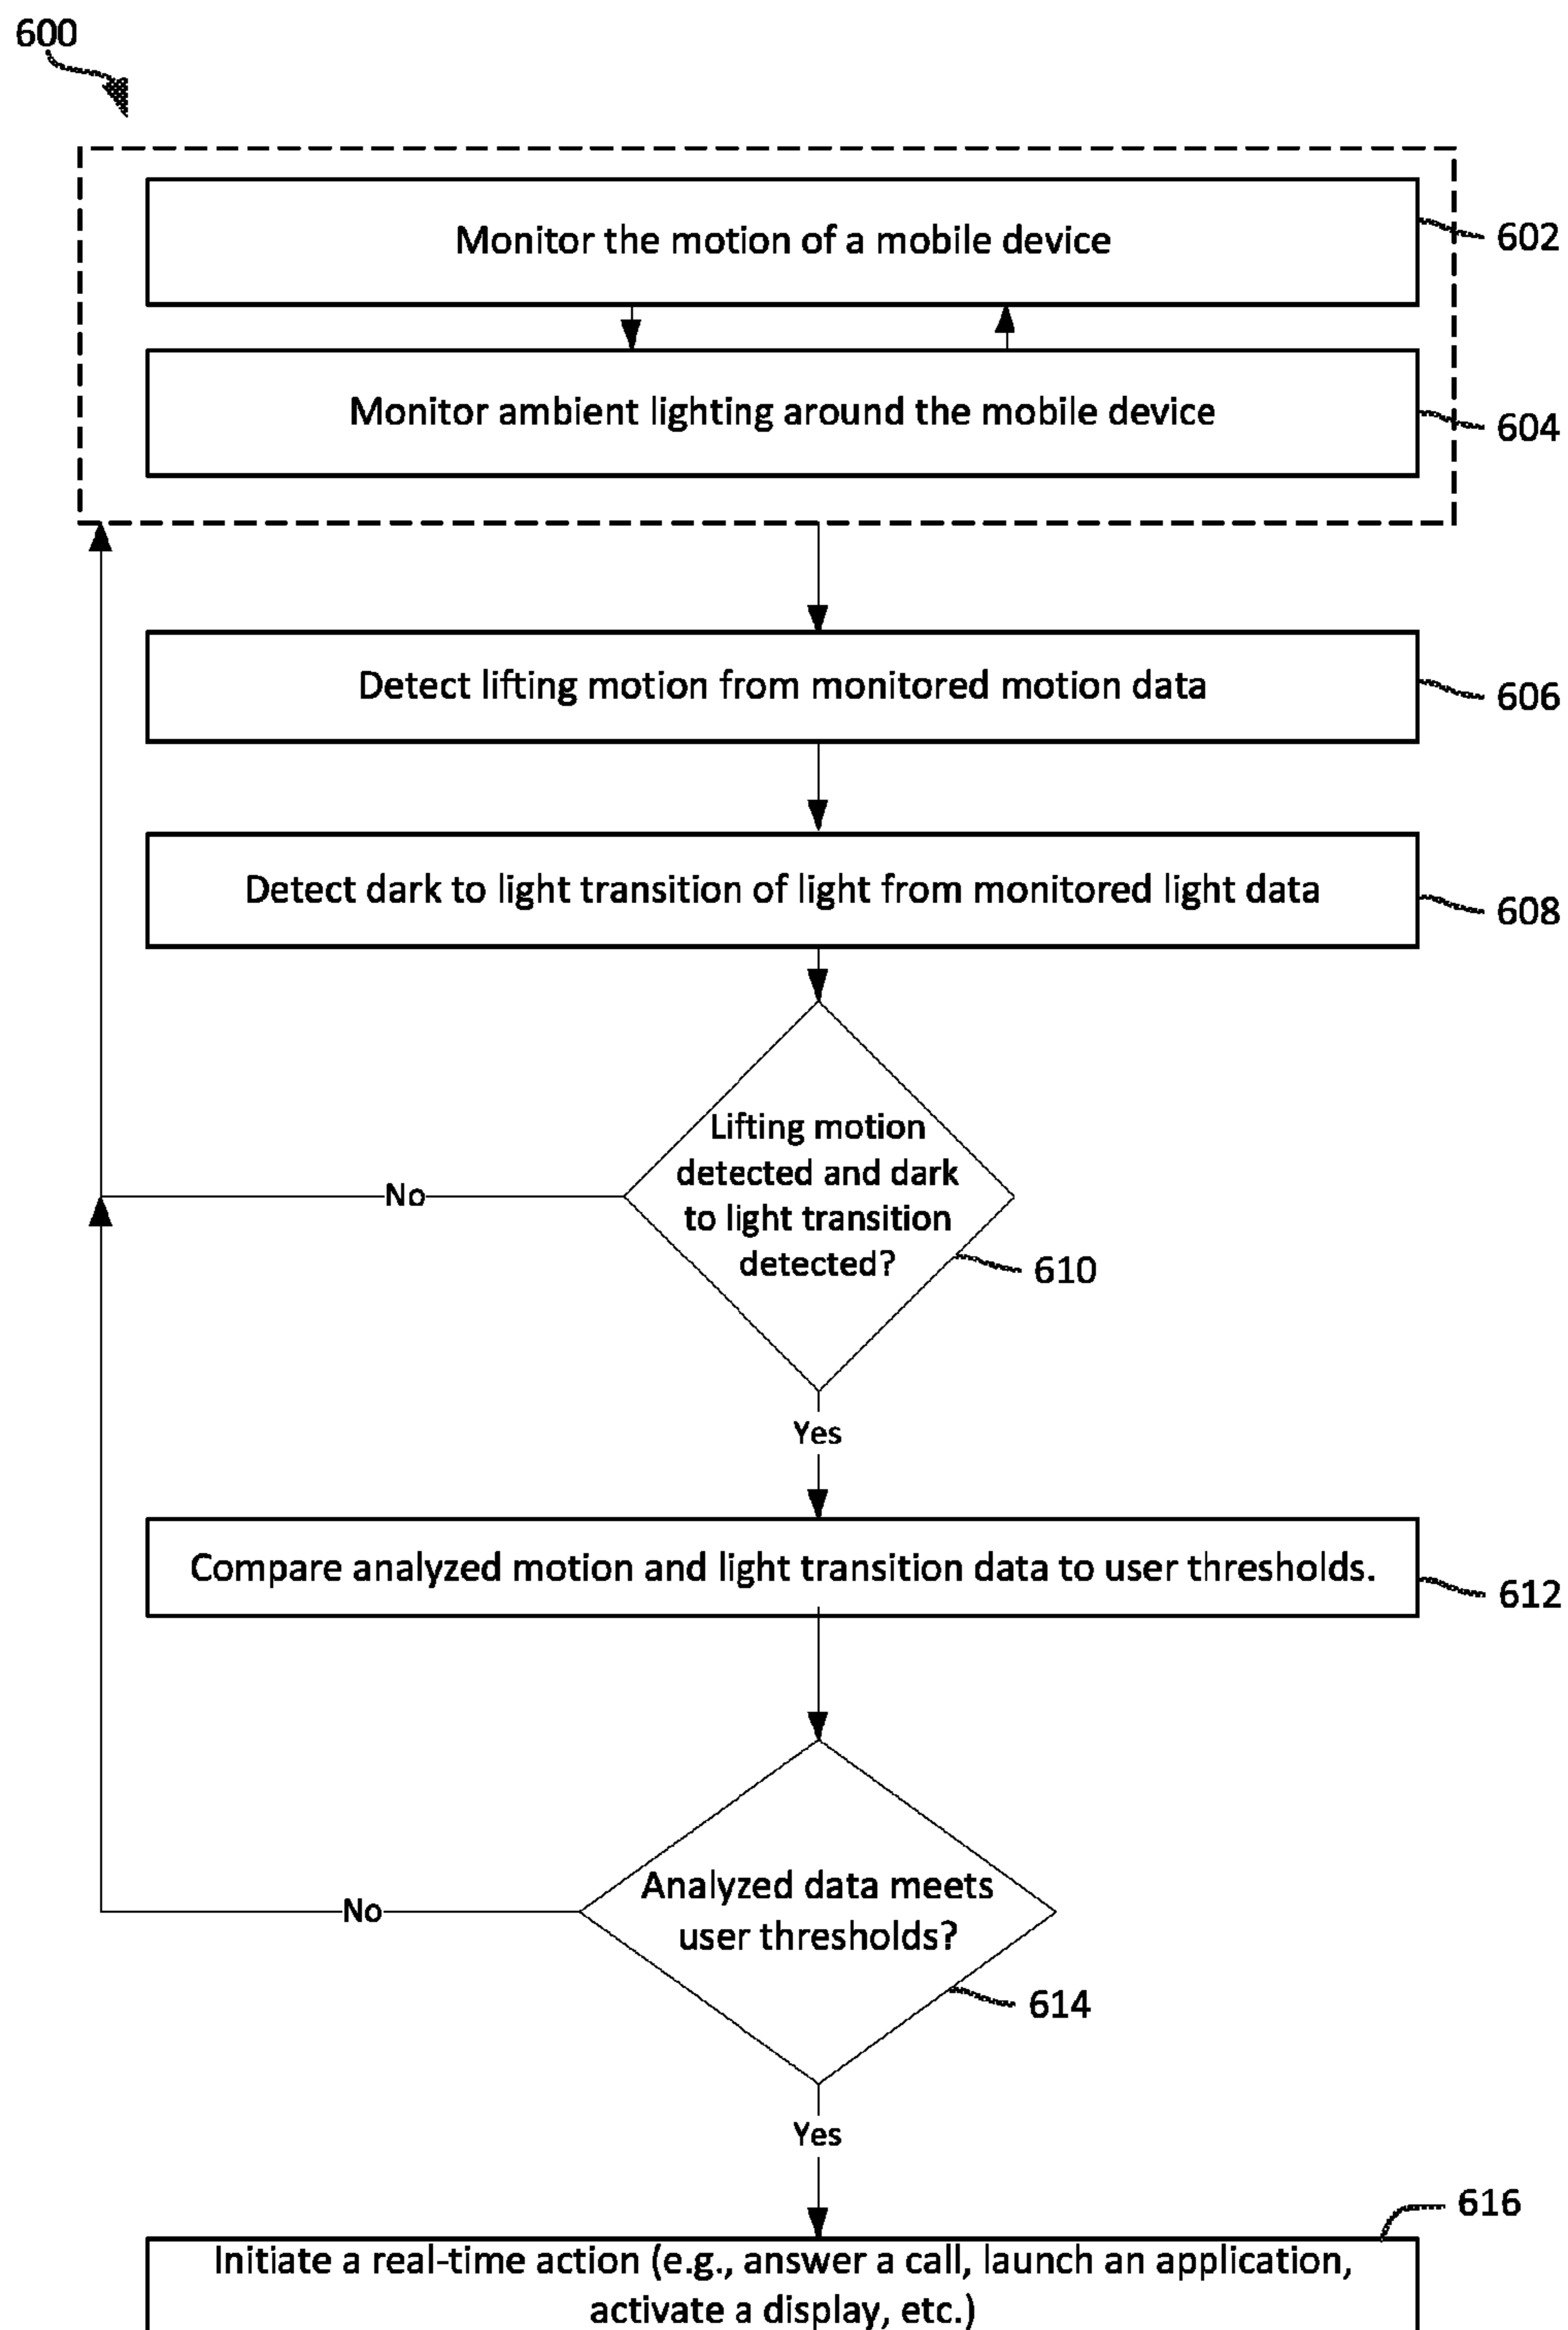 600
Monitor the motion of a mobile device
602
Monitor ambient lighting around the mobile device
604
Detect lifting motion from monitored motion data
606
Detect dark to light transition of light from monitored light data
608
Lifting motion
detected and dark
to light transition
detected?
610
No
Yes
Compare analyzed motion and light transition data to user thresholds.
612
Analyzed data meets
user thresholds?
614
No
Yes
616
Initiate a real-time action (e.g., answer a call, launch an application,
activate a display, etc.)